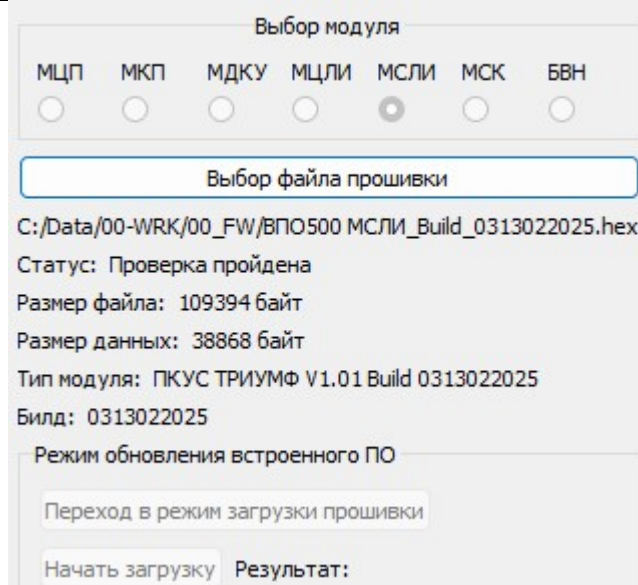 Выбор модуля
МЦП МКП МДКУ МЦЛИ МСЛИ МСК БВН
Выбор файла прошивки
C:/Data/00-WRK/00_FW/ВПО500 МСЛИ_Build_0313022025.hex
Статус: Проверка пройдена
Размер файла: 109394 байт
Размер данных: 38868 байт
Тип модуля: ПКУС ТРИУМФ V1.01 Build 0313022025
Билд: 0313022025
Режим обновления встроенного ПО
Переход в режим загрузки прошивки
Начать загрузку Результат: